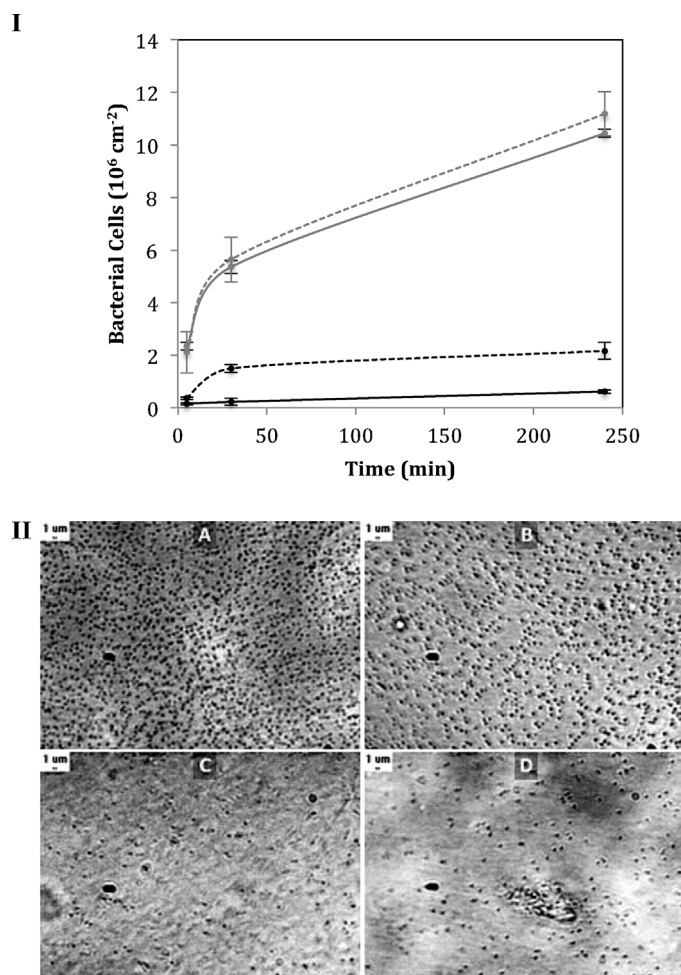 I
14
12
10
8
6
4
2
0
Bacterial Cells (10⁶ cm⁻²)
0 50 100 150 200 250
Time (min)
II
1 um A
1 um B
1 um C
1 um D